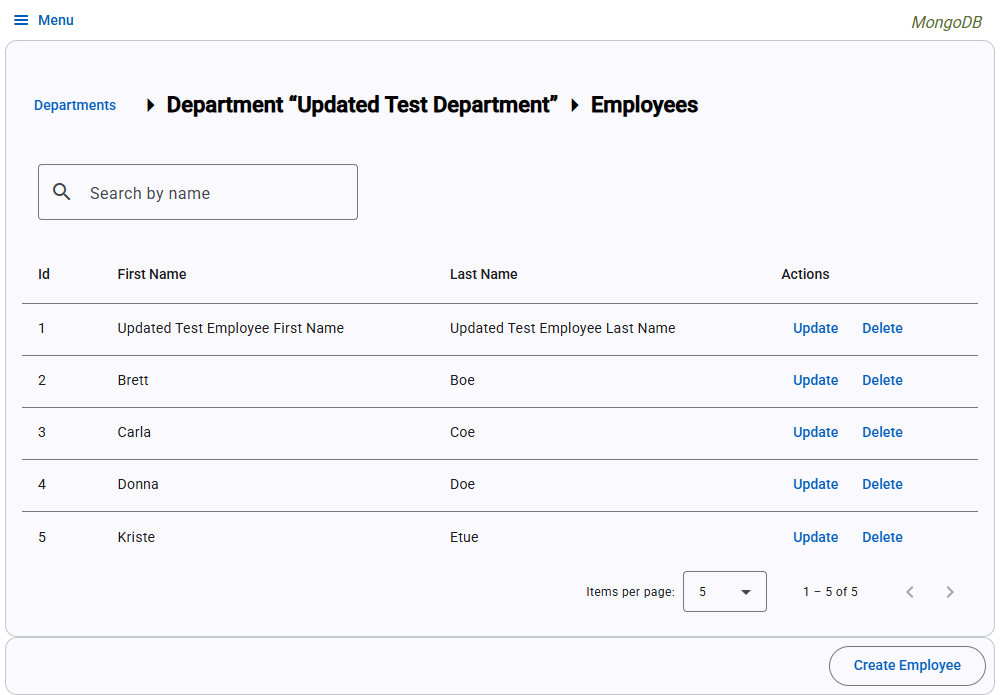 Menu
MongoDB
Departments Department “Updated Test Department” Employees
Search by name
Id First Name Last Name Actions
1 Updated Test Employee First Name Updated Test Employee Last Name Update Delete
2 Brett Boe Update Delete
3 Carla Coe Update Delete
4 Donna Doe Update Delete
5 Kriste Etue Update Delete
Items per page: 5 1 – 5 of 5
Create Employee